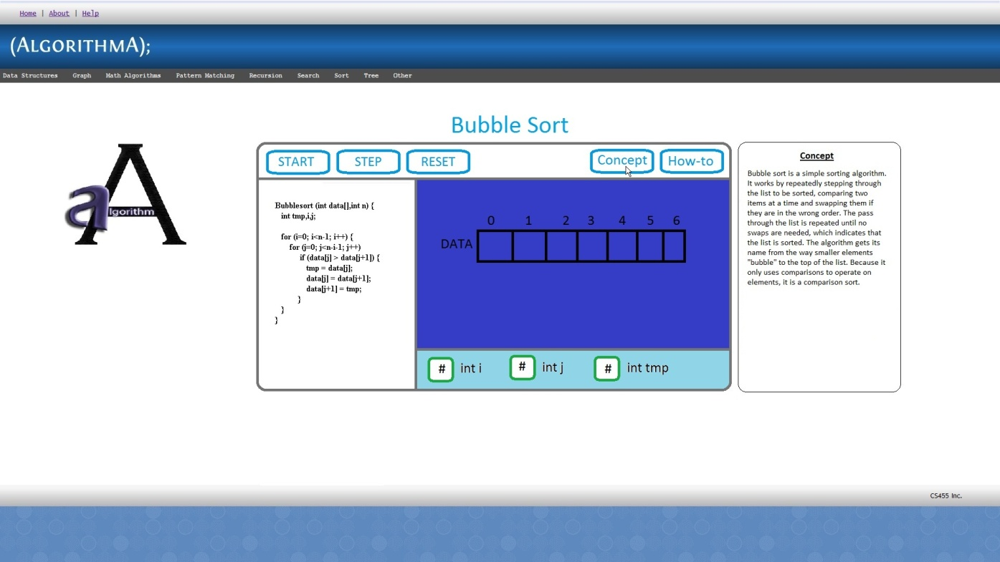 Home | About | Help
(ALGORITHMA);
Data Structures Graph Math Algorithms Pattern Matching Recursion Search Sort Tree Other
Bubble Sort
A
a
lgorithm
START STEP RESET Concept How-to
Bubblesort (int data[],int n) {
int tmp,i,j;
for (i=0; i<n-1; i++) {
for (j=0; j<n-i-1; j++)
if (data[j] > data[j+1]) {
tmp = data[j];
data[j] = data[j+1];
data[j+1] = tmp;
}
}
}
0 1 2 3 4 5 6
DATA
# int i # int j # int tmp
Concept
Bubble sort is a simple sorting algorithm.
It works by repeatedly stepping through
the list to be sorted, comparing two
items at a time and swapping them if
they are in the wrong order. The pass
through the list is repeated until no
swaps are needed, which indicates that
the list is sorted. The algorithm gets its
name from the way smaller elements
"bubble" to the top of the list. Because it
only uses comparisons to operate on
elements, it is a comparison sort.
CS455 Inc.